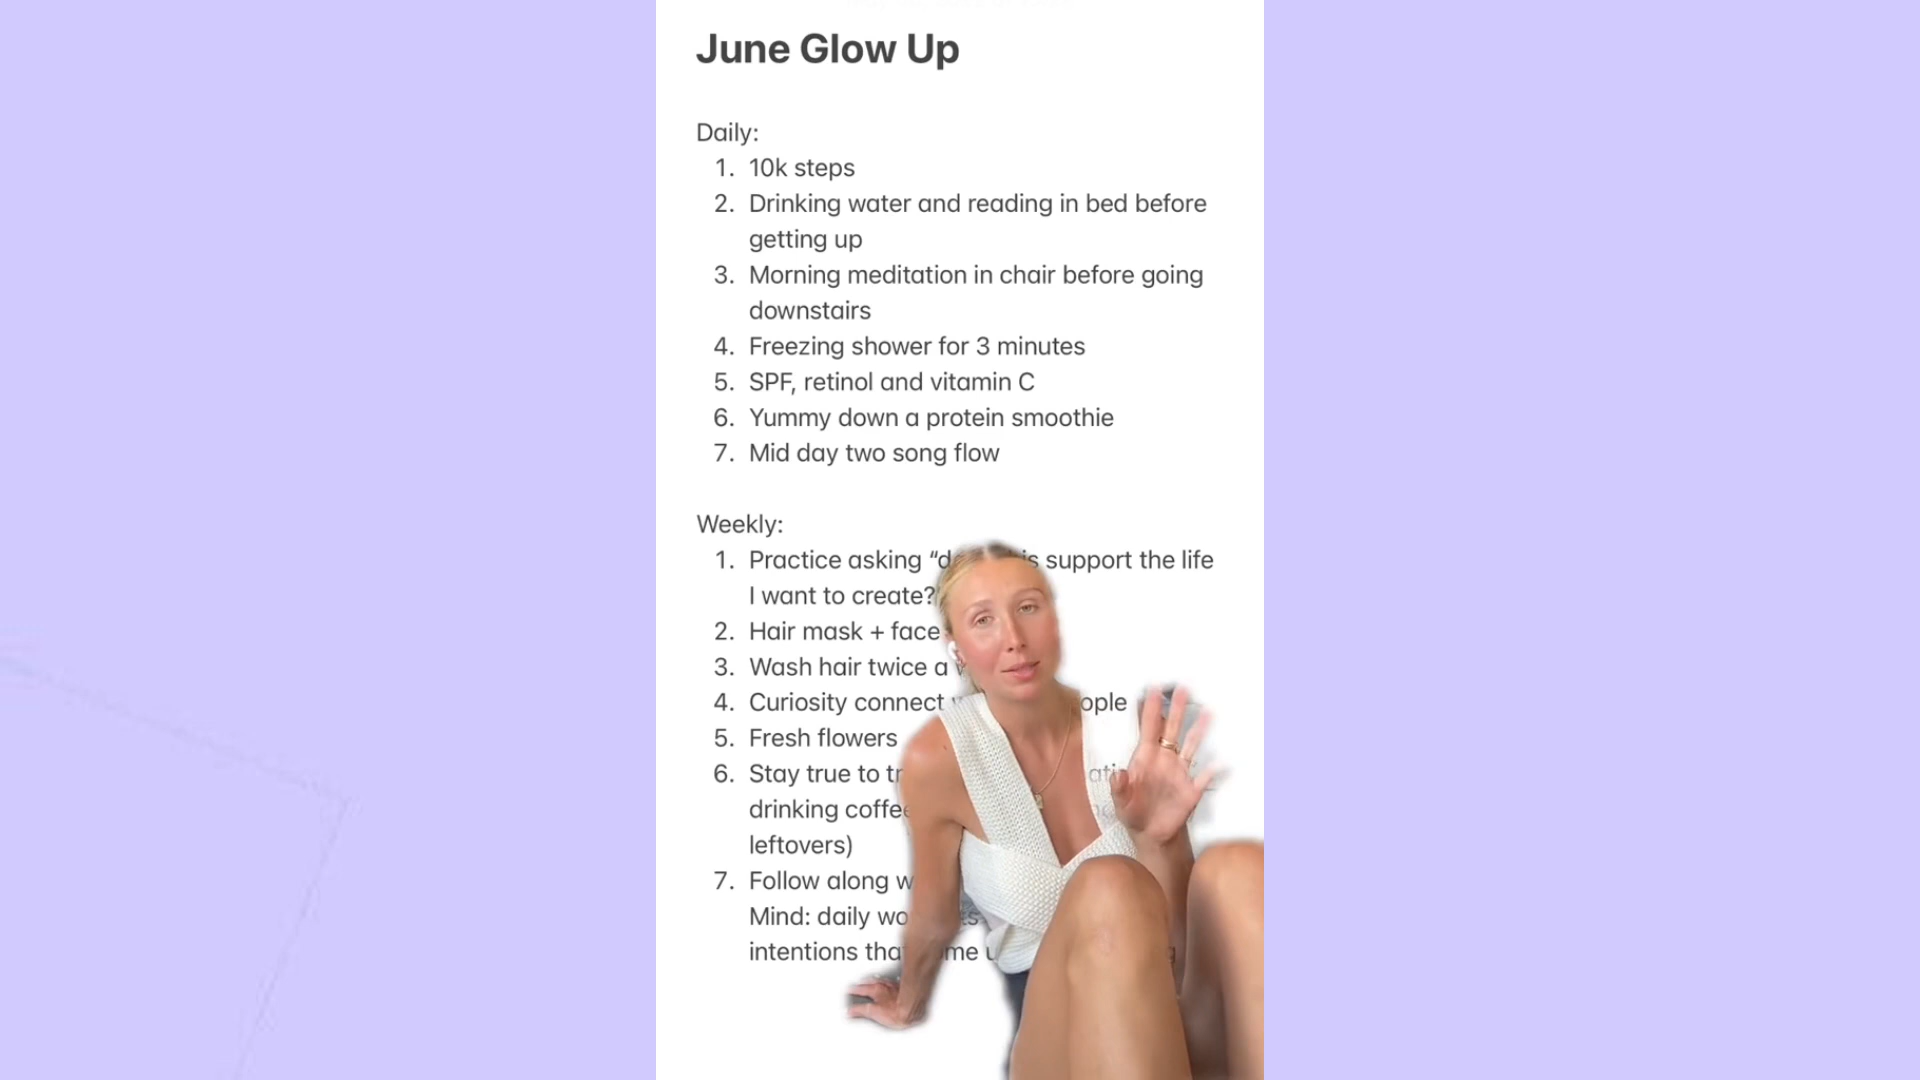 June Glow Up
Daily:
1. 10k steps
2. Drinking water and reading in bed before
getting up
3. Morning meditation in chair before going
downstairs
4. Freezing shower for 3 minutes
5. SPF, retinol and vitamin C
6. Yummy down a protein smoothie
7. Mid day two song flow
Weekly:
1. Practice asking “ support the life
I want to create?
2. Hair mask + face
3. Wash hair twice a
4. Curiosity connect
5. Fresh flowers
6. Stay true to
drinking
leftovers)
7. Follow along
Mind: daily
intentions